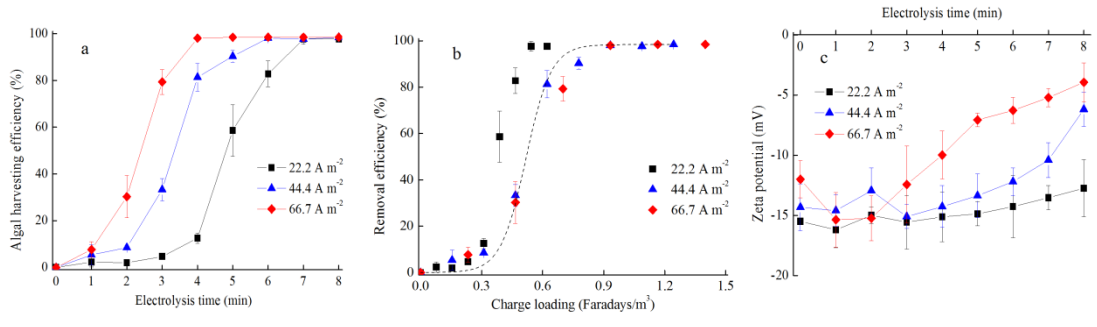 a
100
80
60
40
20
0
Algal harvesting efficiency (%)
22.2 A m⁻²
44.4 A m⁻²
66.7 A m⁻²
0 1 2 3 4 5 6 7 8
Electrolysis time (min)
b
100
80
60
40
20
0
Removal efficiency (%)
22.2 A m⁻²
44.4 A m⁻²
66.7 A m⁻²
0.0 0.3 0.6 0.9 1.2 1.5
Charge loading (Faradays/m³)
Electrolysis time (min)
0 1 2 3 4 5 6 7 8
c
0
-5
-10
-15
-20
Zeta potential (mV)
22.2 A m⁻²
44.4 A m⁻²
66.7 A m⁻²